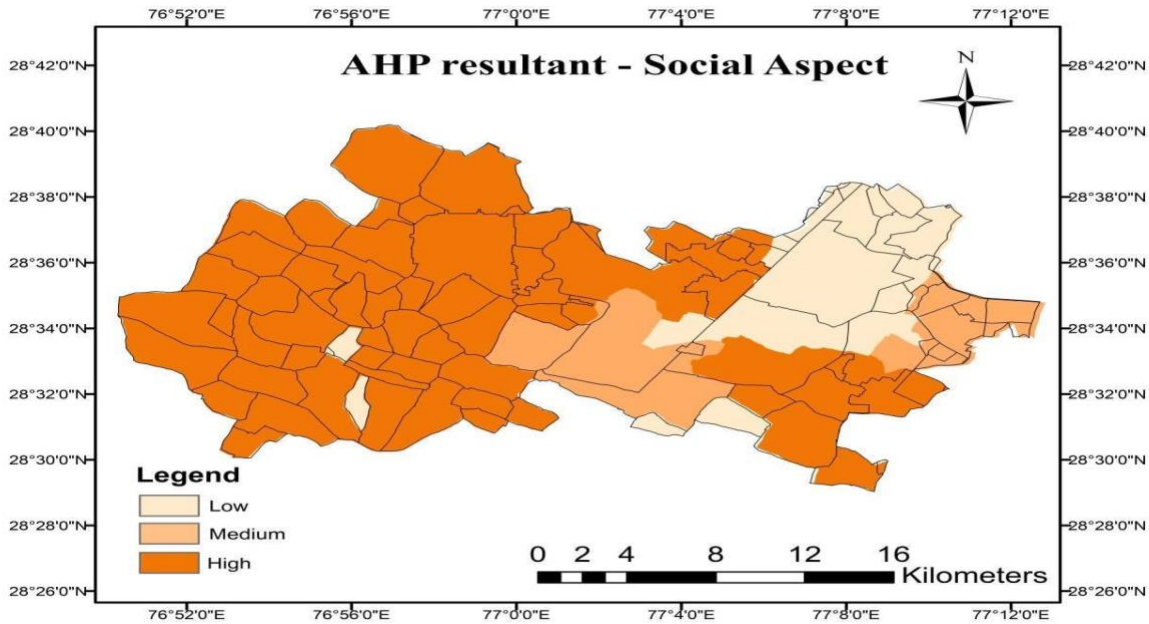 76°52'0"E 76°56'0"E 77°0'0"E 77°4'0"E 77°8'0"E 77°12'0"E
AHP resultant - Social Aspect
N
28°42'0"N 28°42'0"N
28°40'0"N 28°40'0"N
28°38'0"N 28°38'0"N
28°36'0"N 28°36'0"N
28°34'0"N 28°34'0"N
28°32'0"N 28°32'0"N
28°30'0"N 28°30'0"N
28°28'0"N 28°28'0"N
28°26'0"N 28°26'0"N
Legend
Low
Medium
High
0 2 4 8 12 16
Kilometers
76°52'0"E 76°56'0"E 77°0'0"E 77°4'0"E 77°8'0"E 77°12'0"E